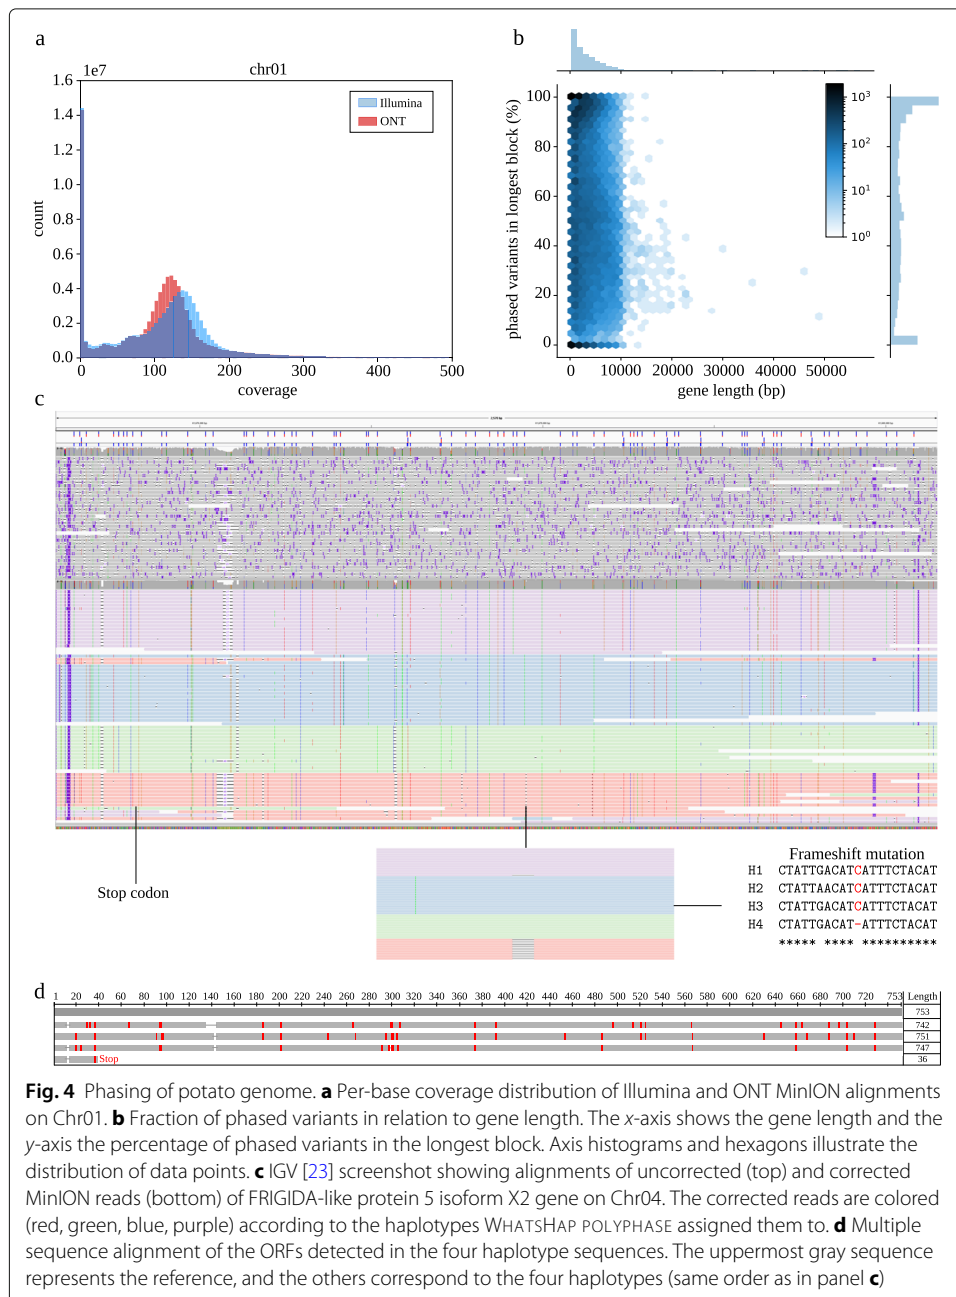 a
chr01
1e7
1.6
1.4
1.2
1.0
0.8
0.6
0.4
0.2
0.0
count
0 100 200 300 400 500
coverage
Illumina
ONT
b
phased variants in longest block (%)
100
80
60
40
20
0
0 10000 20000 30000 40000 50000
gene length (bp)
10³
10²
10¹
10⁰
c
Stop codon
Frameshift mutation
H1 CTATTGACATCATTTCTACAT
H2 CTATTAACATCATTTCTACAT
H3 CTATTGACATCATTTCTACAT
H4 CTATTGACAT-ATTTCTACAT
***** **** **********
d
1 20 40 60 80 100 120 140 160 180 200 220 240 260 280 300 320 340 360 380 400 420 440 460 480 500 520 540 560 580 600 620 640 660 680 700 720 753 Length
753
742
751
747
Stop 36
Fig. 4 Phasing of potato genome. a Per-base coverage distribution of Illumina and ONT MinION alignments
on Chr01. b Fraction of phased variants in relation to gene length. The x-axis shows the gene length and the
y-axis the percentage of phased variants in the longest block. Axis histograms and hexagons illustrate the
distribution of data points. c IGV [23] screenshot showing alignments of uncorrected (top) and corrected
MinION reads (bottom) of FRIGIDA-like protein 5 isoform X2 gene on Chr04. The corrected reads are colored
(red, green, blue, purple) according to the haplotypes WHATSHAP POLYPHASE assigned them to. d Multiple
sequence alignment of the ORFs detected in the four haplotype sequences. The uppermost gray sequence
represents the reference, and the others correspond to the four haplotypes (same order as in panel c)